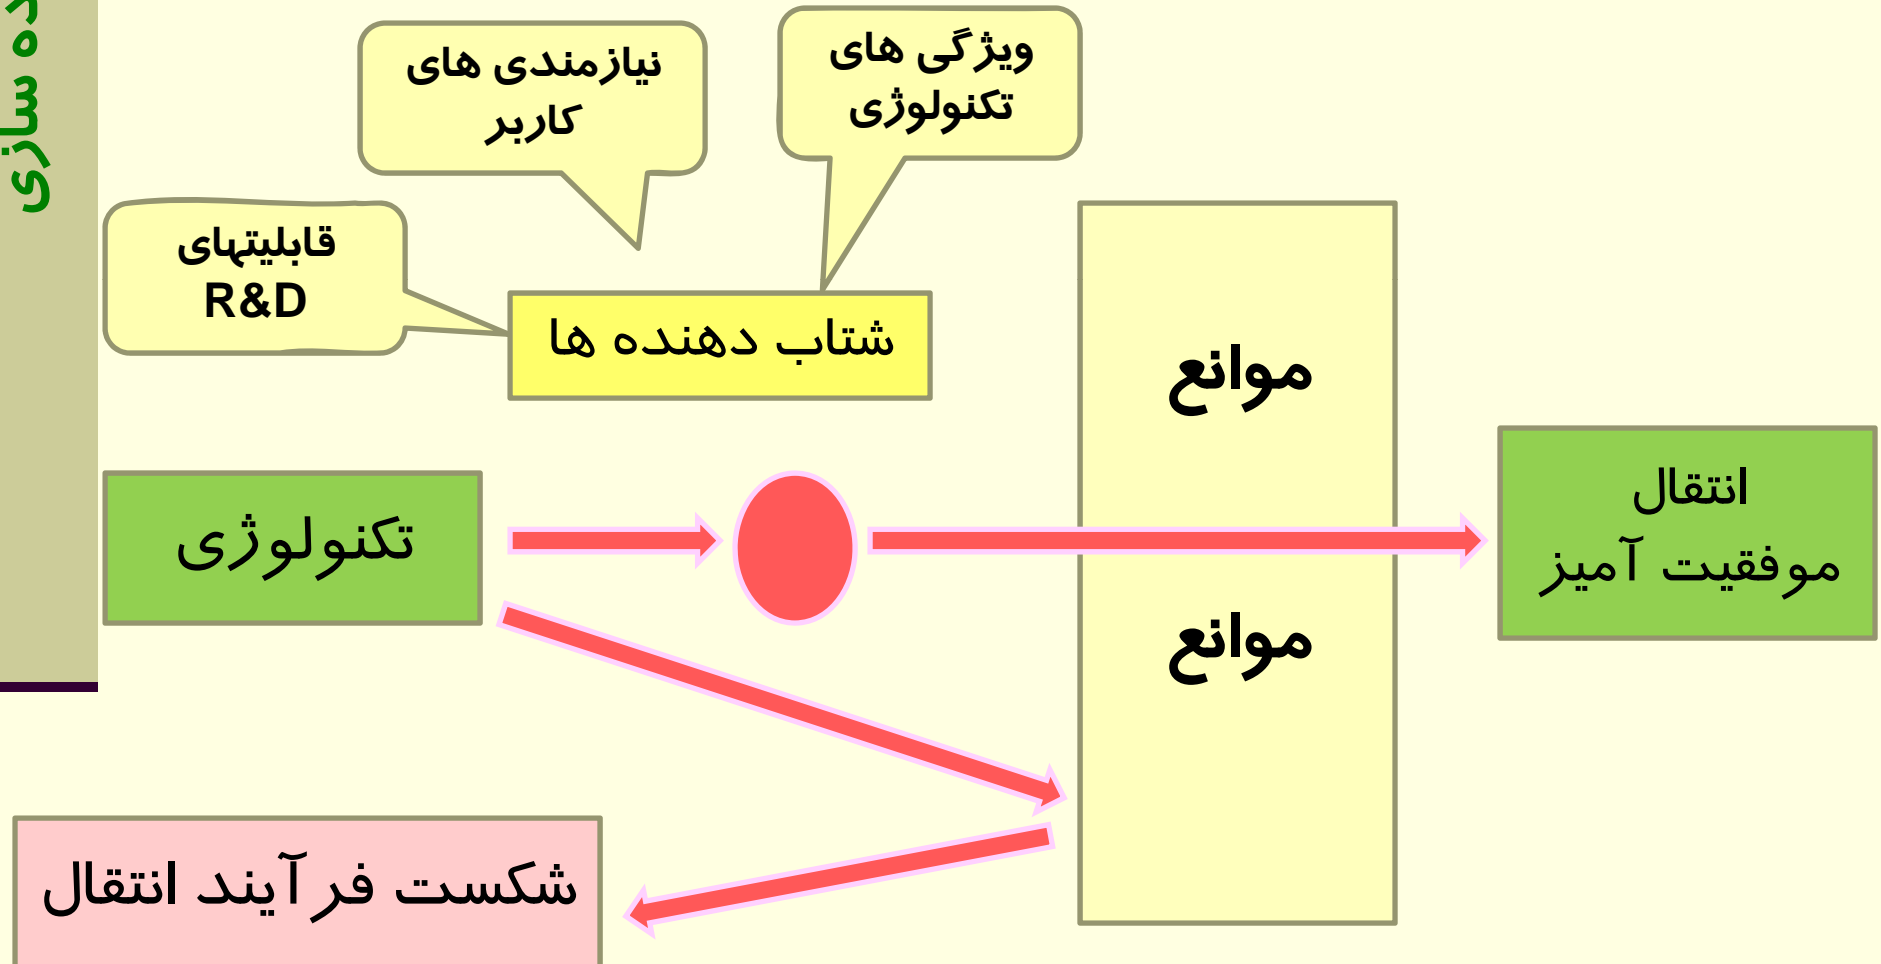 ویژگی های
تکنولوژی
نیازمندی های
کاربر
قابلیتهای
R&D
شتاب دهنده ها
موانع
تکنولوژی
انتقال
موفقیت آمیز
موانع
شکست فرآیند انتقال
سازی